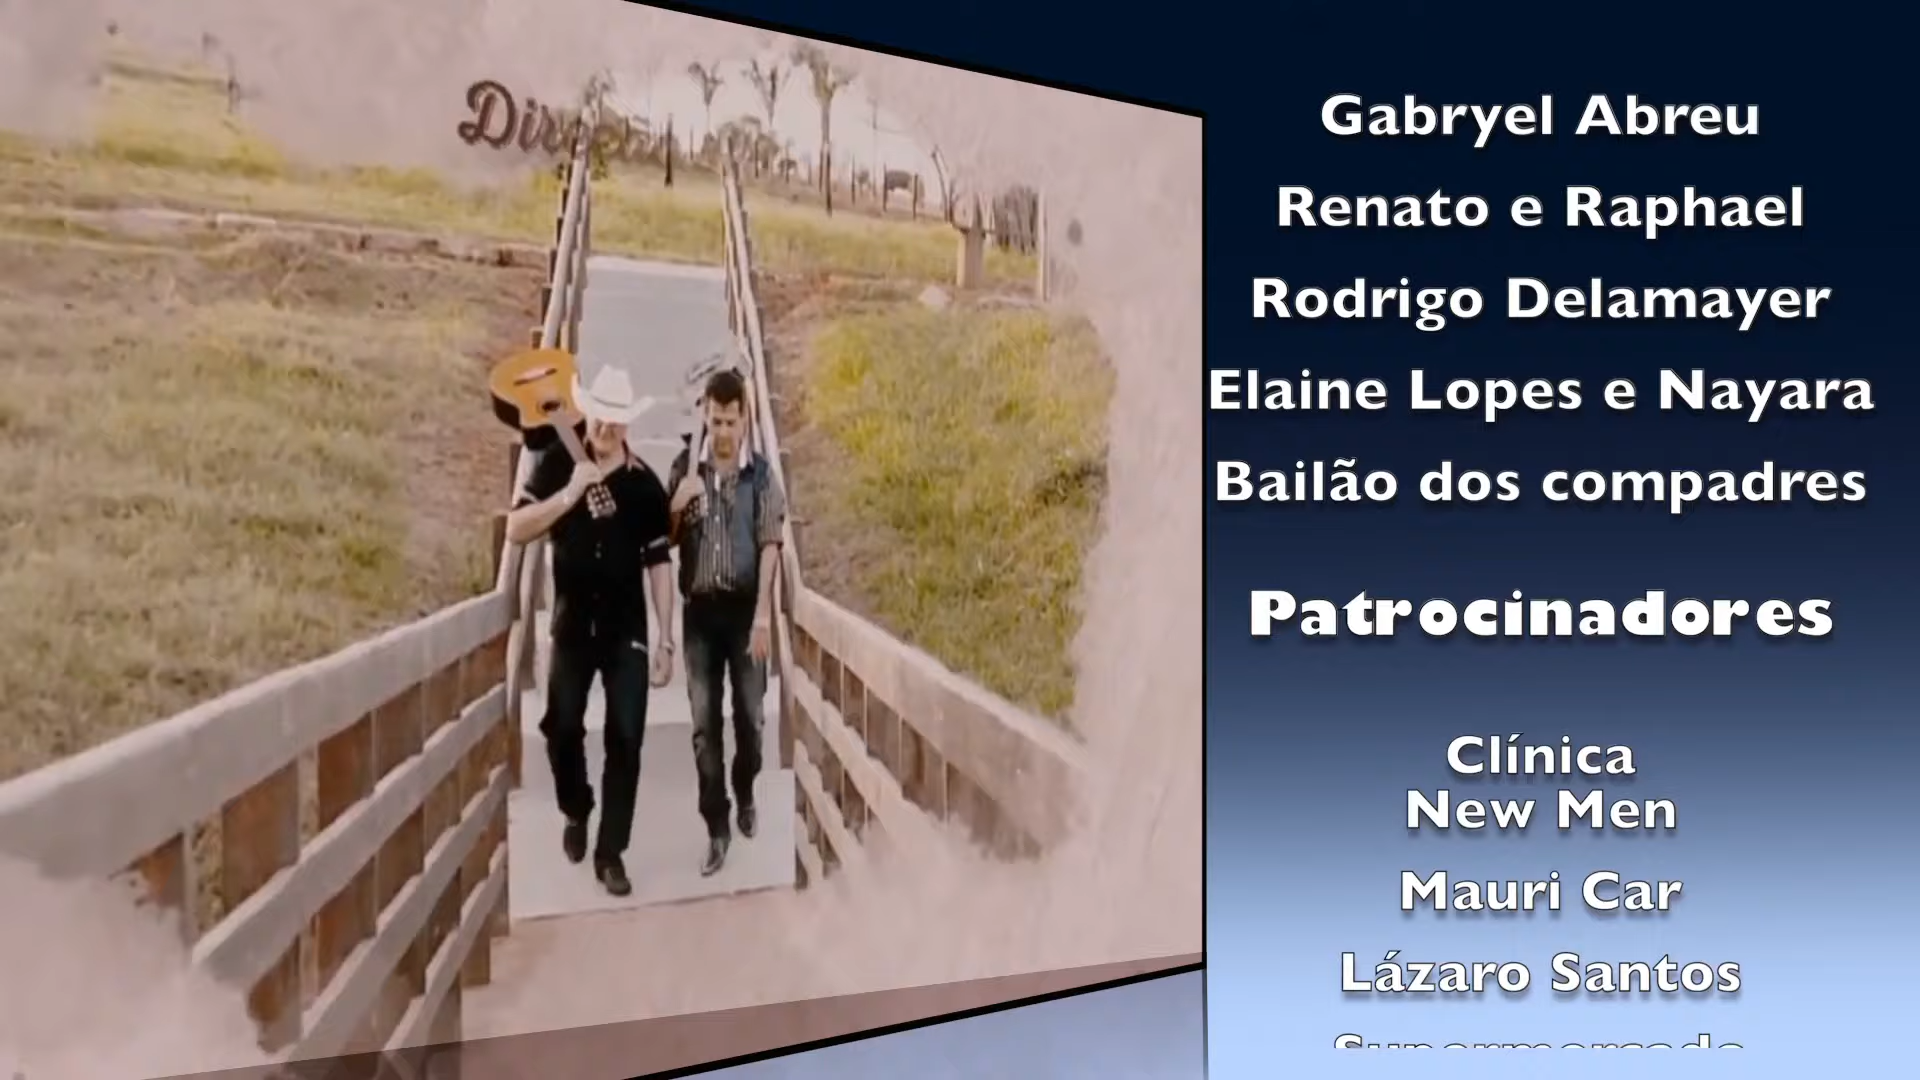 Gabryel Abreu
Renato e Raphael
Rodrigo Delamayer
Elaine Lopes e Nayara
Bailão dos compadres
Patrocinadores
Clínica
New Men
Mauri Car
Lázaro Santos